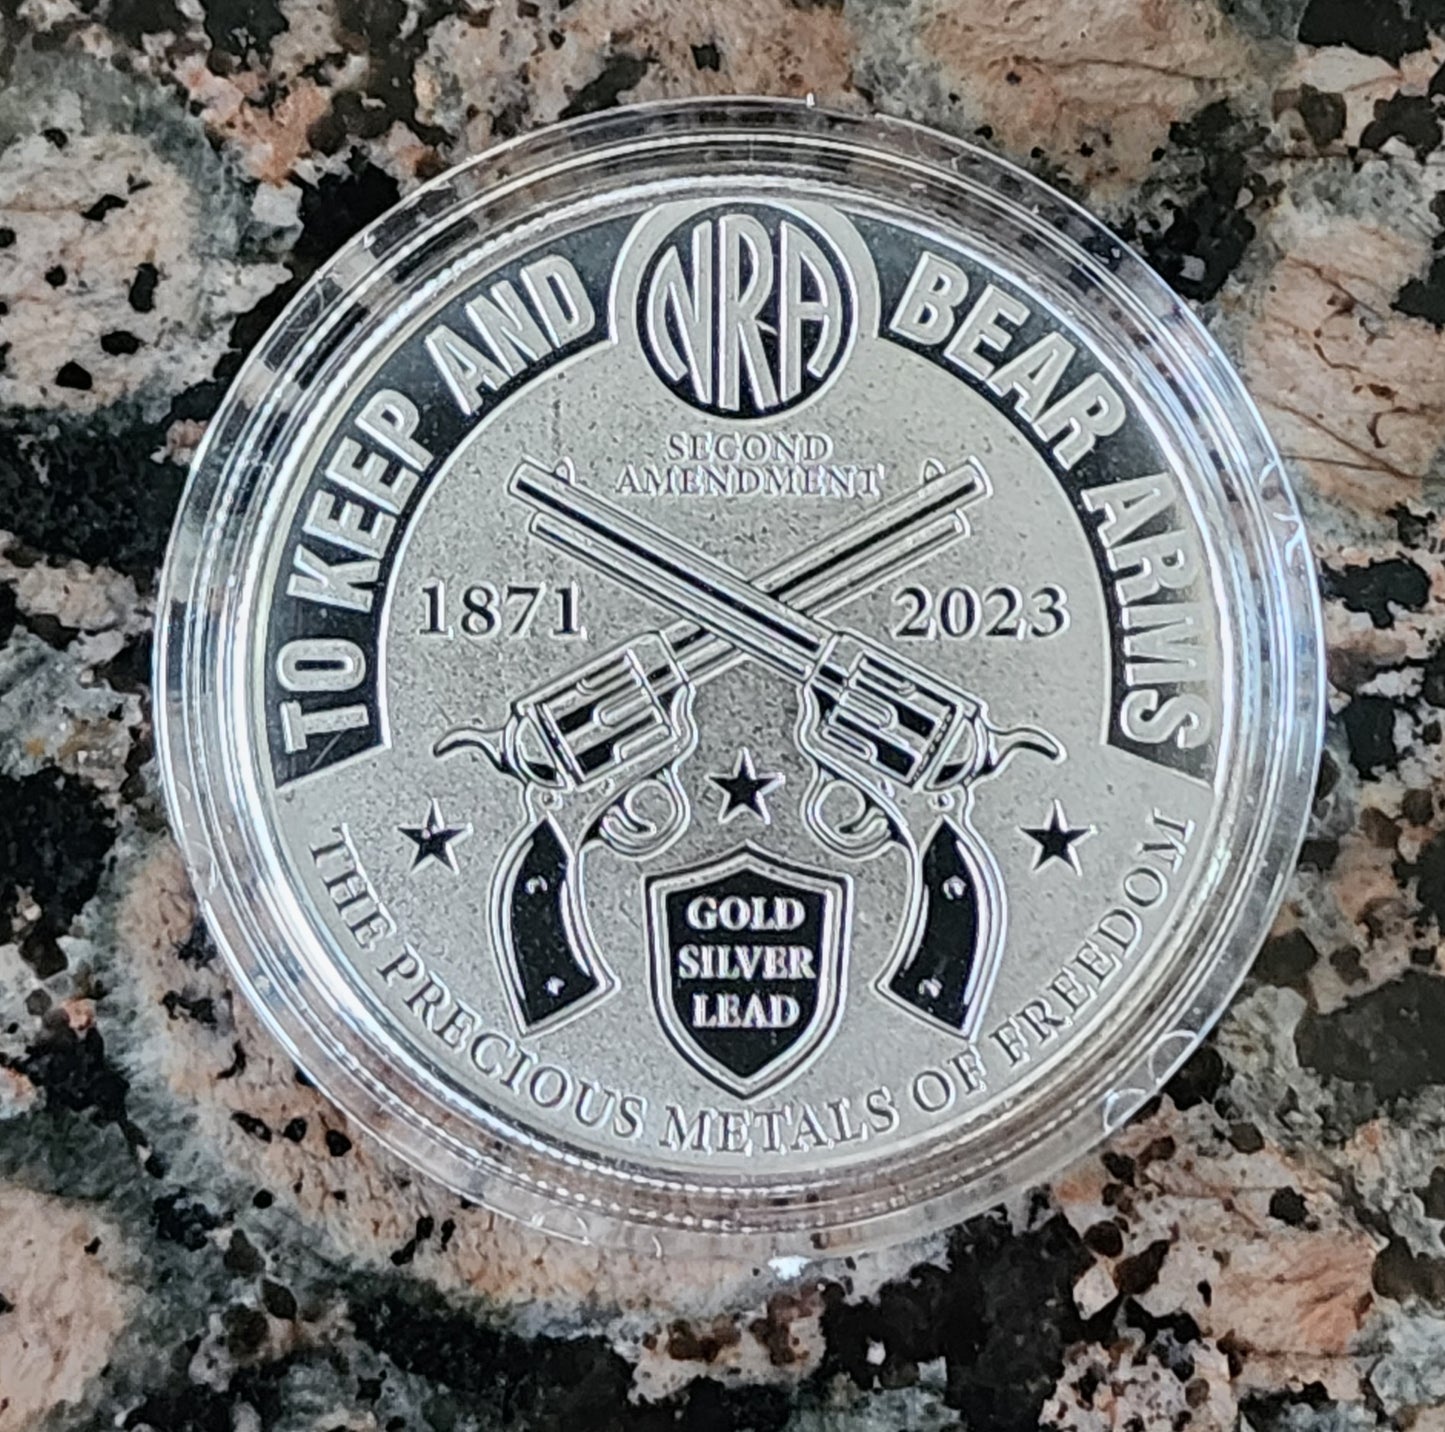 TO KEEP AND BEAR ARMS
NRA
SECOND
AMENDMENT
1871 2023
GOLD
SILVER
LEAD
THE PRECIOUS METALS OF FREEDOM